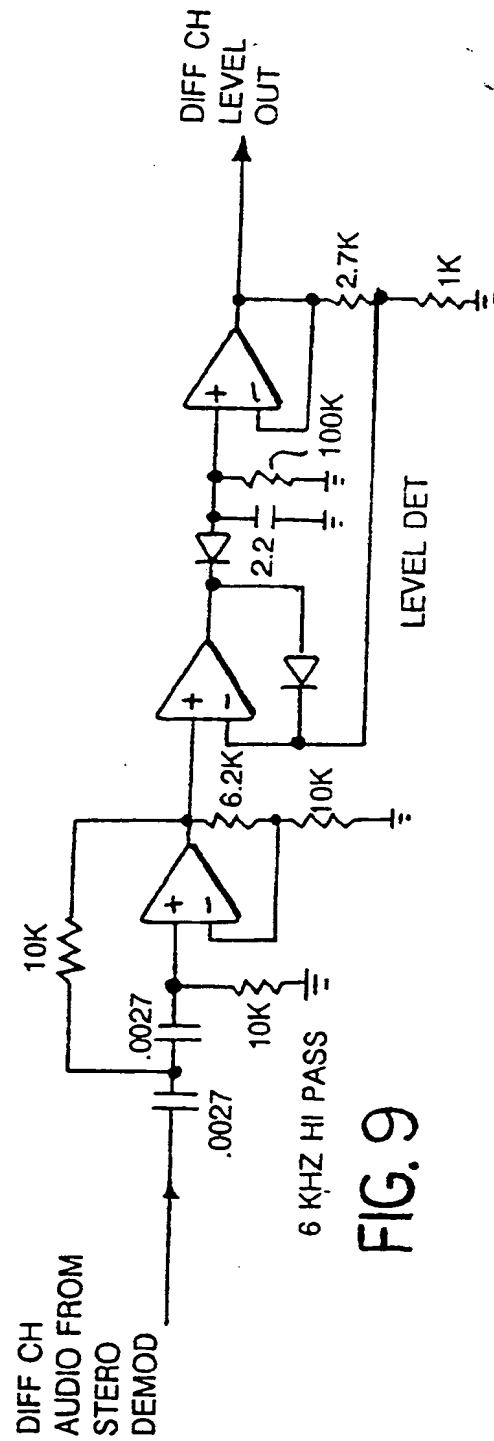 DIFF CH
AUDIO FROM
STERO
DEMOD
.0027
.0027
10K
10K
+
−
6.2K
10K
6 KHZ HI PASS
+
−
2.2
100K
+
−
DIFF CH
LEVEL
OUT
2.7K
1K
LEVEL DET
FIG. 9